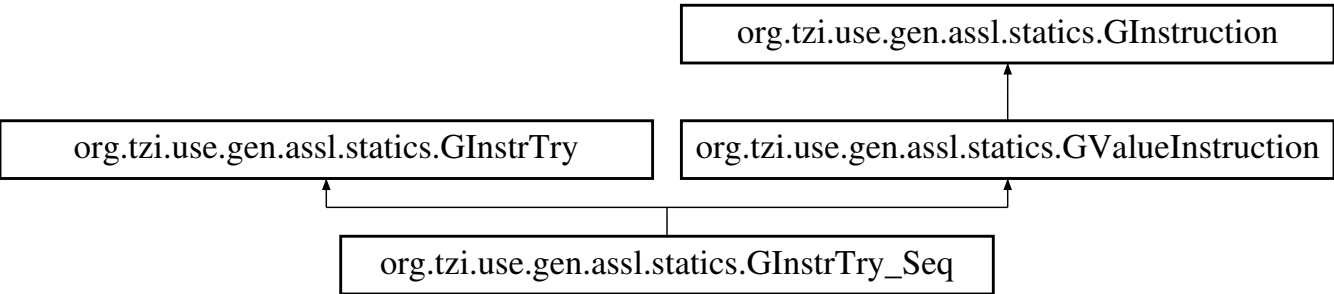 org.tzi.use.gen.assl.statics.GInstruction
org.tzi.use.gen.assl.statics.GInstrTry
org.tzi.use.gen.assl.statics.GValueInstruction
org.tzi.use.gen.assl.statics.GInstrTry_Seq